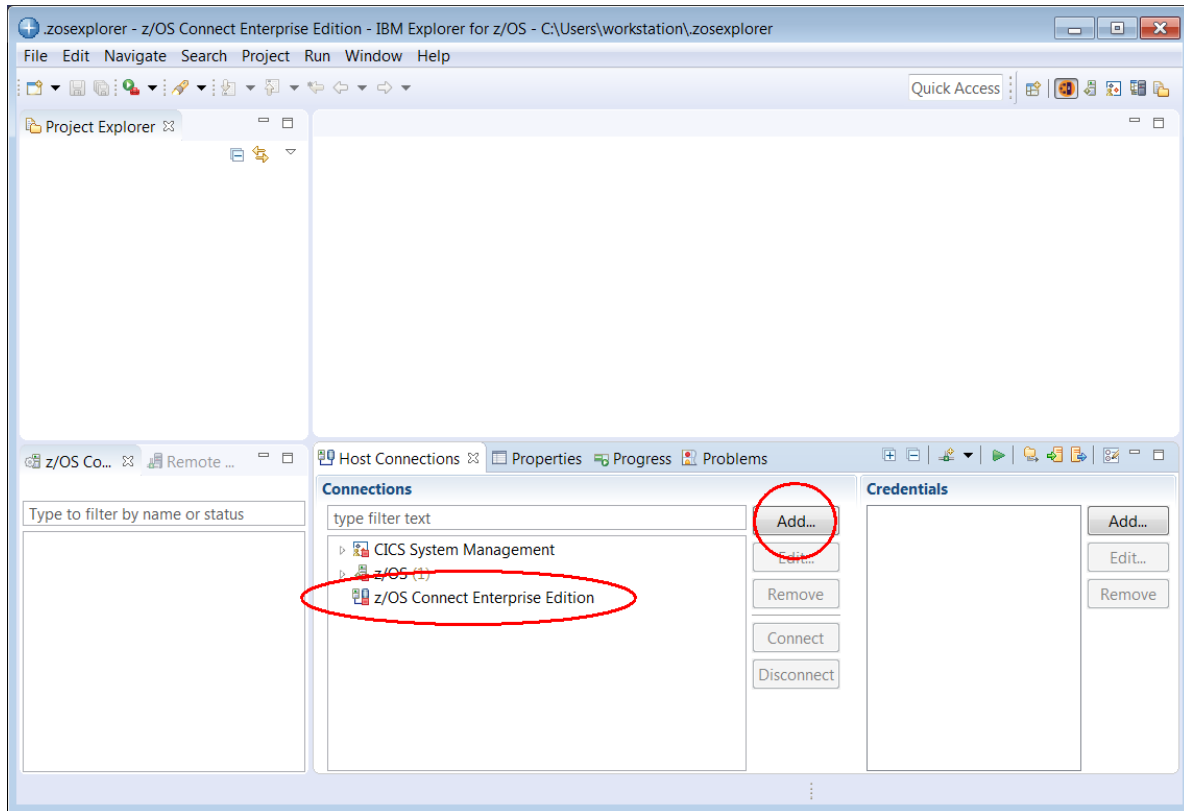 .zosexplorer - z/OS Connect Enterprise Edition - IBM Explorer for z/OS - C:\Users\workstation\.zosexplorer
File Edit Navigate Search Project Run Window Help
Quick Access
Project Explorer
z/OS Co... Remote ...
Type to filter by name or status
Host Connections Properties Progress Problems
Connections
type filter text
CICS System Management
z/OS (1)
z/OS Connect Enterprise Edition
Add...
Edit...
Remove
Connect
Disconnect
Credentials
Add...
Edit...
Remove